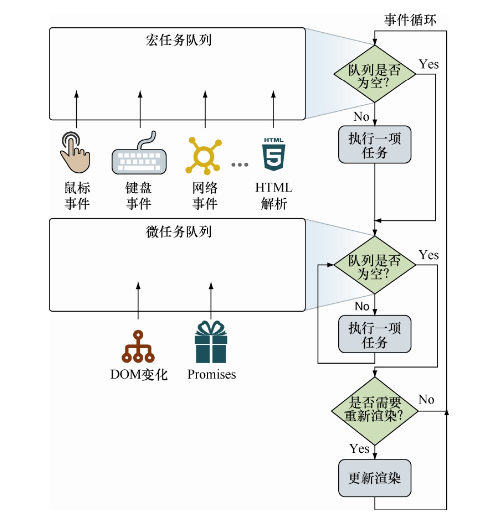 事件循环
宏任务队列
队列是否
为空?
Yes
No
执行一项
任务
鼠标
事件
键盘
事件
网络
事件
...
HTML
5
HTML
解析
微任务队列
队列是否
为空?
Yes
No
执行一项
任务
DOM变化
Promises
是否需要
重新渲染?
No
Yes
更新渲染